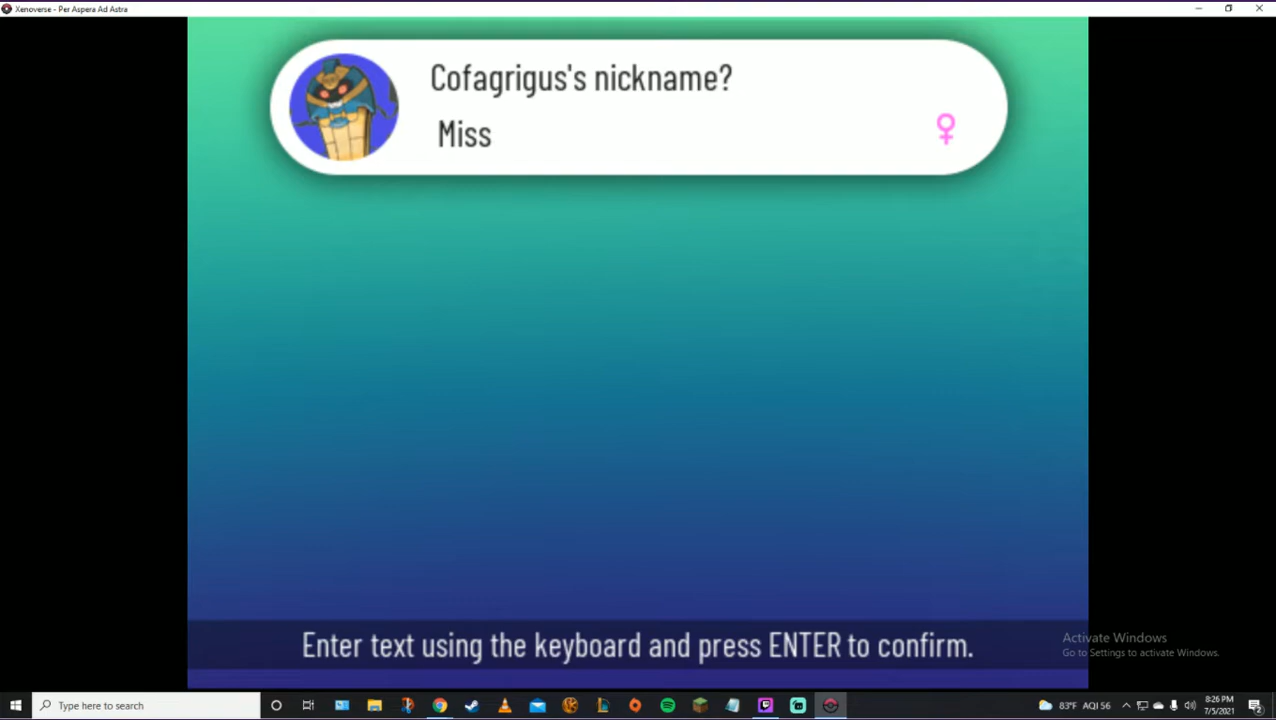 Xenoverse - Per Aspera Ad Astra
Cofagrigus's nickname?
Miss
♀
Enter text using the keyboard and press ENTER to confirm.
Activate Windows
Go to Settings to activate Windows.
Type here to search
83°F AQI 56
8:26 PM
7/5/2021
2